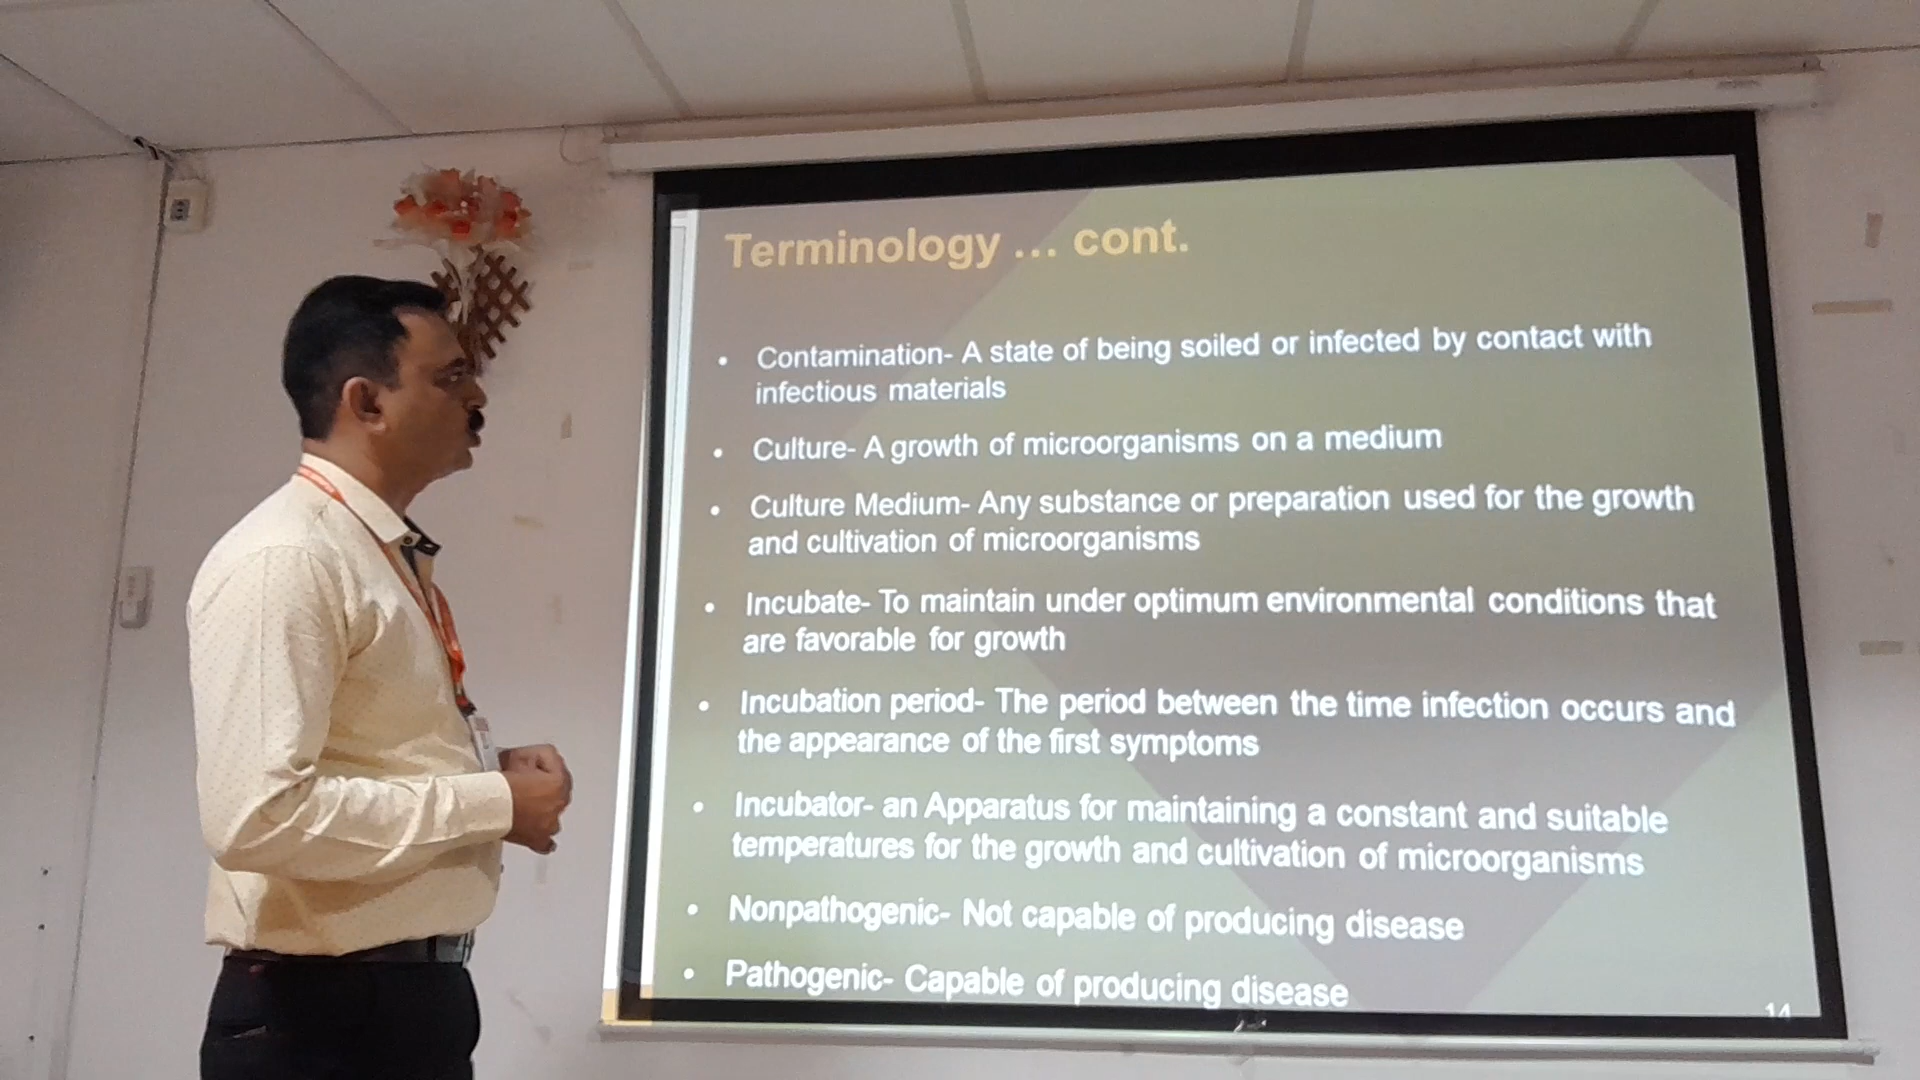 Terminology ... cont.
• Contamination- A state of being soiled or infected by contact with
infectious materials
• Culture- A growth of microorganisms on a medium
• Culture Medium- Any substance or preparation used for the growth
and cultivation of microorganisms
• Incubate- To maintain under optimum environmental conditions that
are favorable for growth
• Incubation period- The period between the time infection occurs and
the appearance of the first symptoms
• Incubator- an Apparatus for maintaining a constant and suitable
temperatures for the growth and cultivation of microorganisms
• Nonpathogenic- Not capable of producing disease
• Pathogenic- Capable of producing disease
14